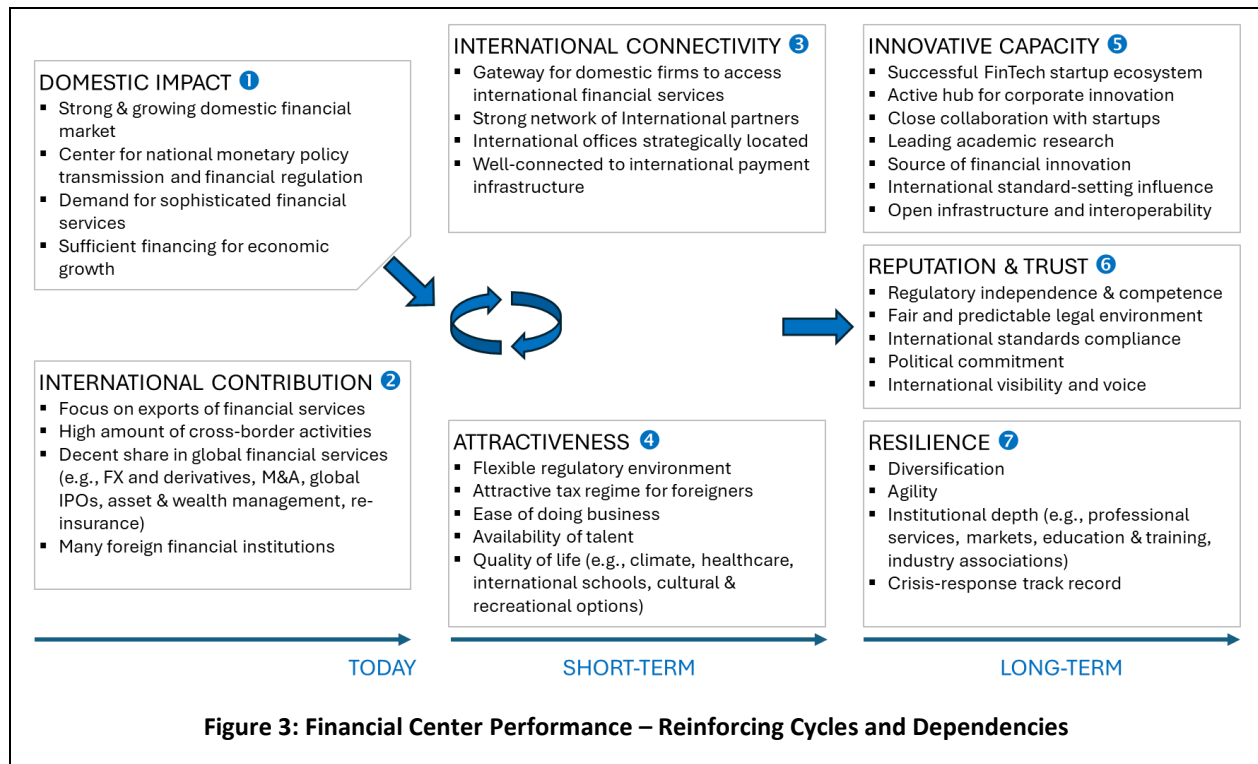 DOMESTIC IMPACT ❶
▪ Strong & growing domestic financial
market
▪ Center for national monetary policy
transmission and financial regulation
▪ Demand for sophisticated financial
services
▪ Sufficient financing for economic
growth
INTERNATIONAL CONTRIBUTION ❷
▪ Focus on exports of financial services
▪ High amount of cross-border activities
▪ Decent share in global financial services
(e.g., FX and derivatives, M&A, global
IPOs, asset & wealth management, re-
insurance)
▪ Many foreign financial institutions
INTERNATIONAL CONNECTIVITY ❸
▪ Gateway for domestic firms to access
international financial services
▪ Strong network of International partners
▪ International offices strategically located
▪ Well-connected to international payment
infrastructure
ATTRACTIVENESS ❹
▪ Flexible regulatory environment
▪ Attractive tax regime for foreigners
▪ Ease of doing business
▪ Availability of talent
▪ Quality of life (e.g., climate, healthcare,
international schools, cultural &
recreational options)
INNOVATIVE CAPACITY ❺
▪ Successful FinTech startup ecosystem
▪ Active hub for corporate innovation
▪ Close collaboration with startups
▪ Leading academic research
▪ Source of financial innovation
▪ International standard-setting influence
▪ Open infrastructure and interoperability
REPUTATION & TRUST ❻
▪ Regulatory independence & competence
▪ Fair and predictable legal environment
▪ International standards compliance
▪ Political commitment
▪ International visibility and voice
RESILIENCE ❼
▪ Diversification
▪ Agility
▪ Institutional depth (e.g., professional
services, markets, education & training,
industry associations)
▪ Crisis-response track record
TODAY
SHORT-TERM
LONG-TERM
Figure 3: Financial Center Performance – Reinforcing Cycles and Dependencies